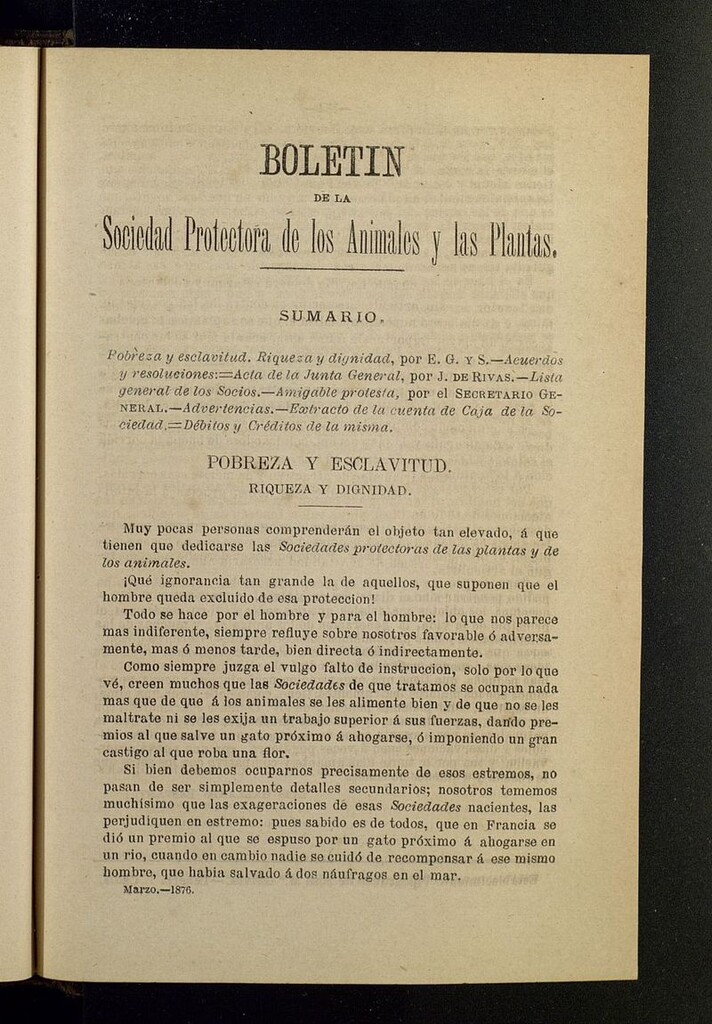 BOLETIN
DE LA
Sociedad Protectora de los Animales y las Plantas.
SUMARIO.
Pobreza y esclavitud. Riqueza y dignidad, por E. G. Y S.—Acuerdos
y resoluciones:=Acta de la Junta General, por J. DE RIVAS.—Lista
general de los Socios.—Amigable protesta, por el SECRETARIO GE-
NERAL.—Advertencias.—Extracto de la cuenta de Caja de la So-
ciedad.=Débitos y Créditos de la misma.
POBREZA Y ESCLAVITUD.
RIQUEZA Y DIGNIDAD.
Muy pocas personas comprenderán el objeto tan elevado, á que
tienen que dedicarse las Sociedades protectoras de las plantas y de
los animales.
¡Qué ignorancia tan grande la de aquellos, que suponen que el
hombre queda excluido de esa proteccion!
Todo se hace por el hombre y para el hombre: lo que nos parece
mas indiferente, siempre refluye sobre nosotros favorable ó adversa-
mente, mas ó menos tarde, bien directa ó indirectamente.
Como siempre juzga el vulgo falto de instruccion, solo por lo que
vé, creen muchos que las Sociedades de que tratamos se ocupan nada
mas que de que á los animales se les alimente bien y de que no se les
maltrate ni se les exija un trabajo superior á sus fuerzas, dando pre-
mios al que salve un gato próximo á ahogarse, ó imponiendo un gran
castigo al que roba una flor.
Si bien debemos ocuparnos precisamente de esos estremos, no
pasan de ser simplemente detalles secundarios; nosotros tememos
muchísimo que las exageraciones de esas Sociedades nacientes, las
perjudiquen en estremo: pues sabido es de todos, que en Francia se
dió un premio al que se espuso por un gato próximo á ahogarse en
un rio, cuando en cambio nadie se cuidó de recompensar á ese mismo
hombre, que habia salvado á dos náufragos en el mar.
Marzo.—1876.